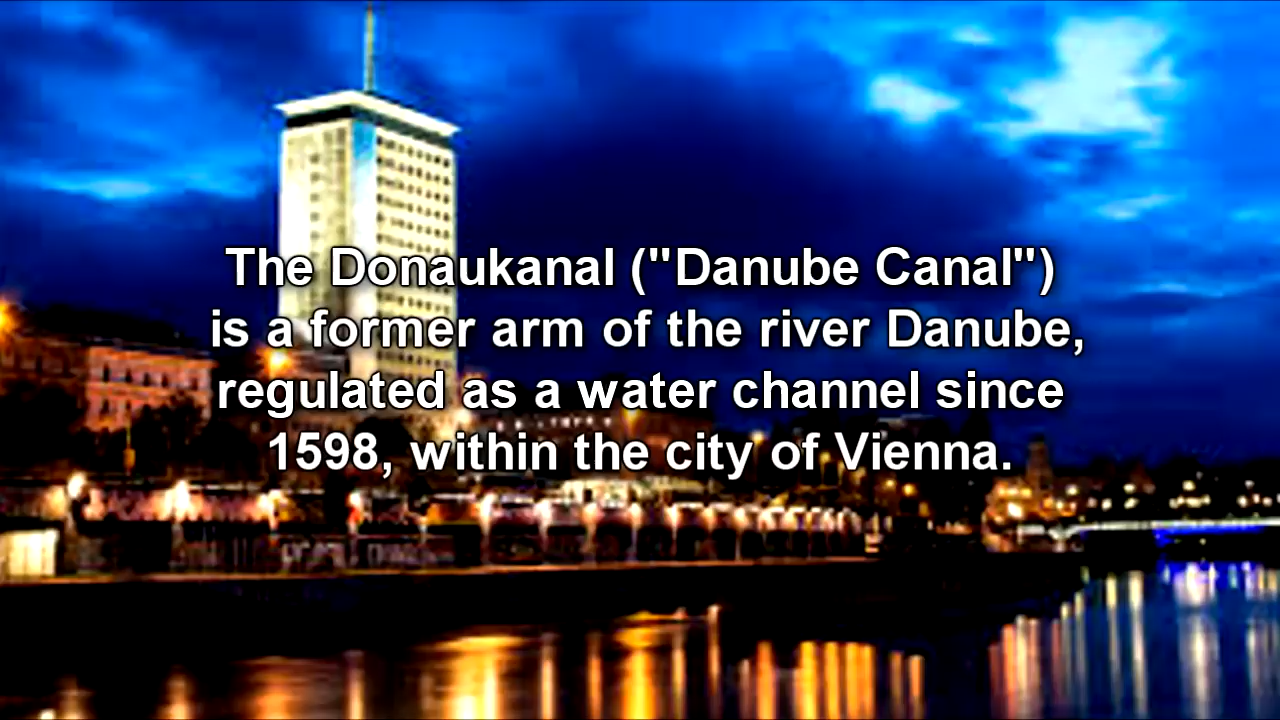 The Donaukanal ("Danube Canal")
is a former arm of the river Danube,
regulated as a water channel since
1598, within the city of Vienna.